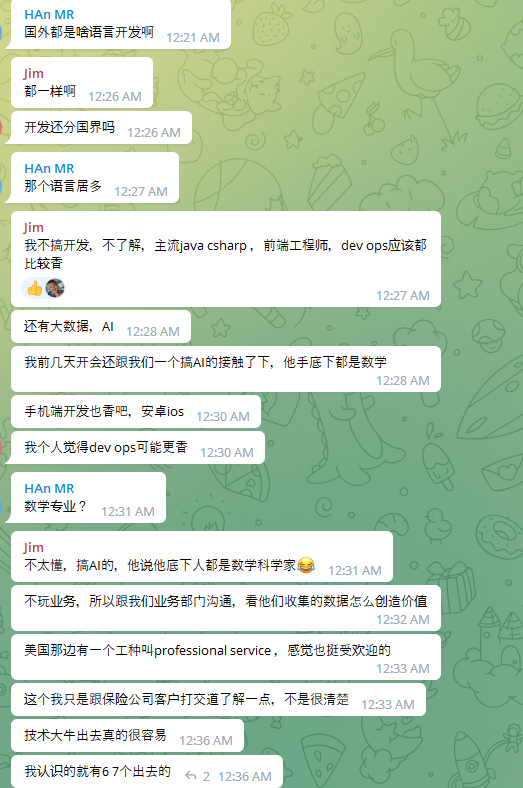 HAn MR
国外都是啥语言开发啊 12:21 AM
Jim
都一样啊 12:26 AM
开发还分国界吗 12:26 AM
HAn MR
那个语言居多 12:27 AM
Jim
我不搞开发，不了解，主流java csharp ，前端工程师，dev ops应该都
比较香
12:27 AM
还有大数据，AI 12:28 AM
我前几天开会还跟我们一个搞AI的接触了下，他手底下都是数学
12:28 AM
手机端开发也香吧，安卓ios 12:30 AM
我个人觉得dev ops可能更香 12:30 AM
HAn MR
数学专业？ 12:31 AM
Jim
不太懂，搞AI的，他说他底下人都是数学科学家😂 12:31 AM
不玩业务，所以跟我们业务部门沟通，看他们收集的数据怎么创造价值
12:32 AM
美国那边有一个工种叫professional service ，感觉也挺受欢迎的
12:33 AM
这个我只是跟保险公司客户打交道了解一点，不是很清楚 12:33 AM
技术大牛出去真的很容易 12:36 AM
我认识的就有6 7个出去的 2 12:36 AM